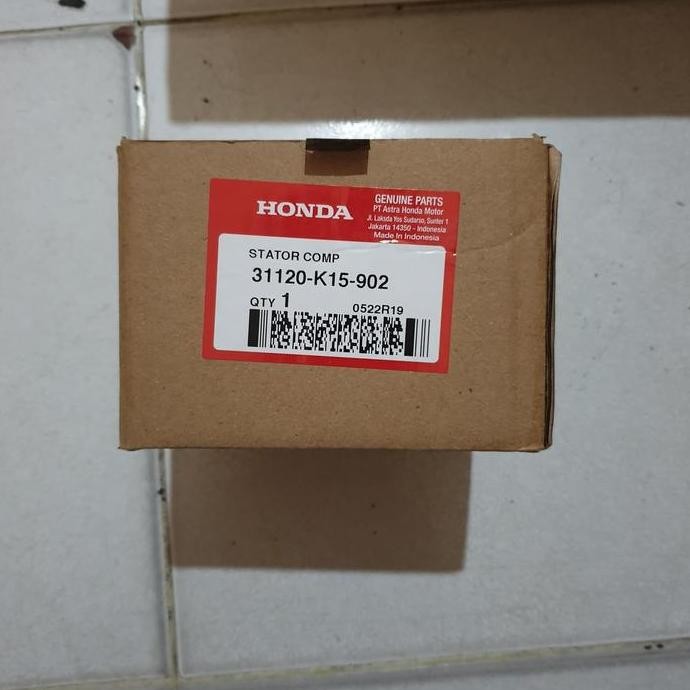 HONDA
GENUINE PARTS
PT Astra Honda Motor
Jl. Laksda Yos Sudarso, Sunter 1
Jakarta 14350 - Indonesia
Made In Indonesia
STATOR COMP
31120-K15-902
QTY 1
0522R19